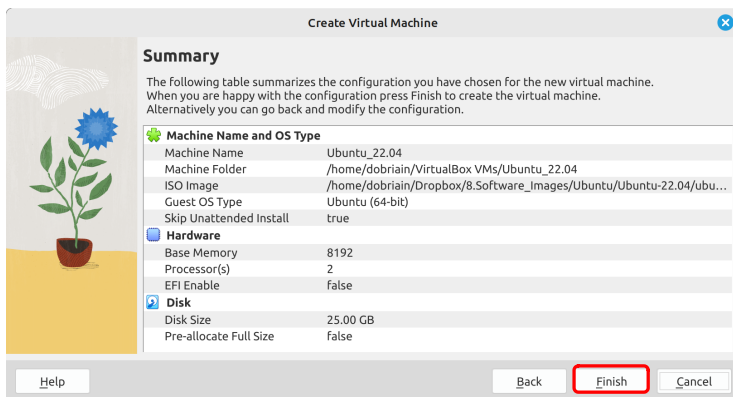 Create Virtual Machine
Summary
The following table summarizes the configuration you have chosen for the new virtual machine.
When you are happy with the configuration press Finish to create the virtual machine.
Alternatively you can go back and modify the configuration.
Machine Name and OS Type
Machine Name Ubuntu_22.04
Machine Folder /home/dobriain/VirtualBox VMs/Ubuntu_22.04
ISO Image /home/dobriain/Dropbox/8.Software_Images/Ubuntu/Ubuntu-22.04/ubu...
Guest OS Type Ubuntu (64-bit)
Skip Unattended Install true
Hardware
Base Memory 8192
Processor(s) 2
EFI Enable false
Disk
Disk Size 25.00 GB
Pre-allocate Full Size false
Help Back Finish Cancel